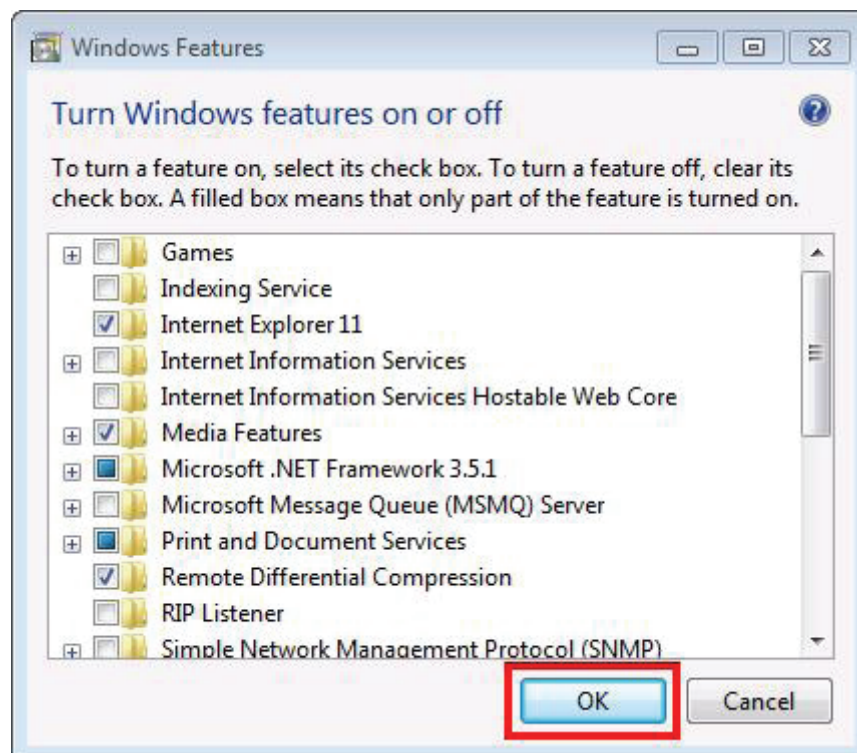 Windows Features
Turn Windows features on or off
To turn a feature on, select its check box. To turn a feature off, clear its
check box. A filled box means that only part of the feature is turned on.
Games
Indexing Service
Internet Explorer 11
Internet Information Services
Internet Information Services Hostable Web Core
Media Features
Microsoft .NET Framework 3.5.1
Microsoft Message Queue (MSMQ) Server
Print and Document Services
Remote Differential Compression
RIP Listener
Simple Network Management Protocol (SNMP)
OK Cancel